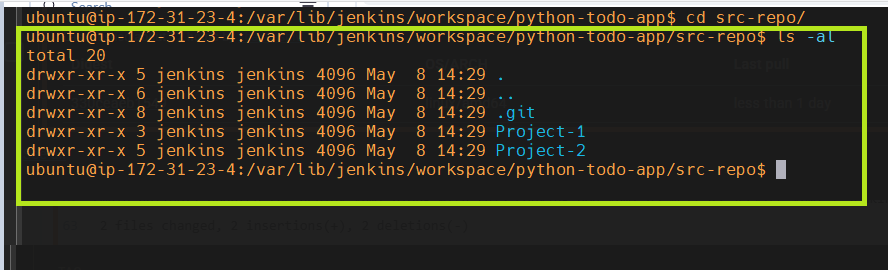 Search
ubuntu@ip-172-31-23-4:/var/lib/jenkins/workspace/python-todo-app$ cd src-repo/
ubuntu@ip-172-31-23-4:/var/lib/jenkins/workspace/python-todo-app/src-repo$ ls -al
total 20
drwxr-xr-x 5 jenkins jenkins 4096 May  8 14:29 .
drwxr-xr-x 6 jenkins jenkins 4096 May  8 14:29 ..
drwxr-xr-x 8 jenkins jenkins 4096 May  8 14:29 .git
drwxr-xr-x 3 jenkins jenkins 4096 May  8 14:29 Project-1
drwxr-xr-x 5 jenkins jenkins 4096 May  8 14:29 Project-2
ubuntu@ip-172-31-23-4:/var/lib/jenkins/workspace/python-todo-app/src-repo$
Last pull
less than 1 day
2 files changed, 2 insertions(+), 2 deletions(-)